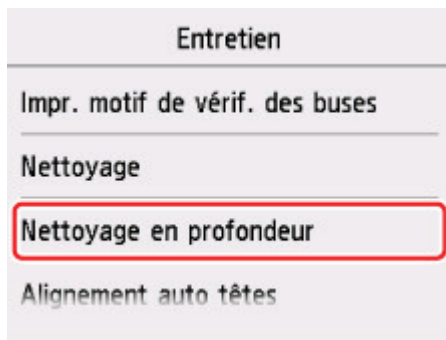 Entretien
Impr. motif de vérif. des buses
Nettoyage
Nettoyage en profondeur
Alignement auto têtes